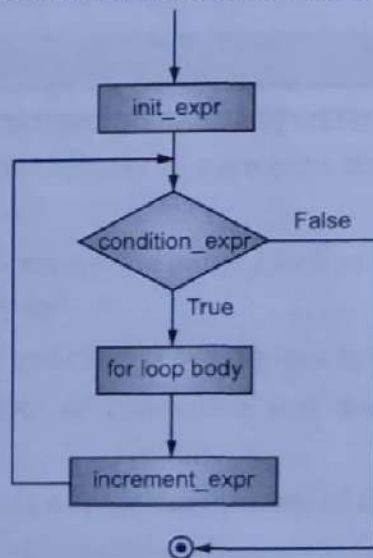 init_expr
condition_expr
False
True
for loop body
increment_expr